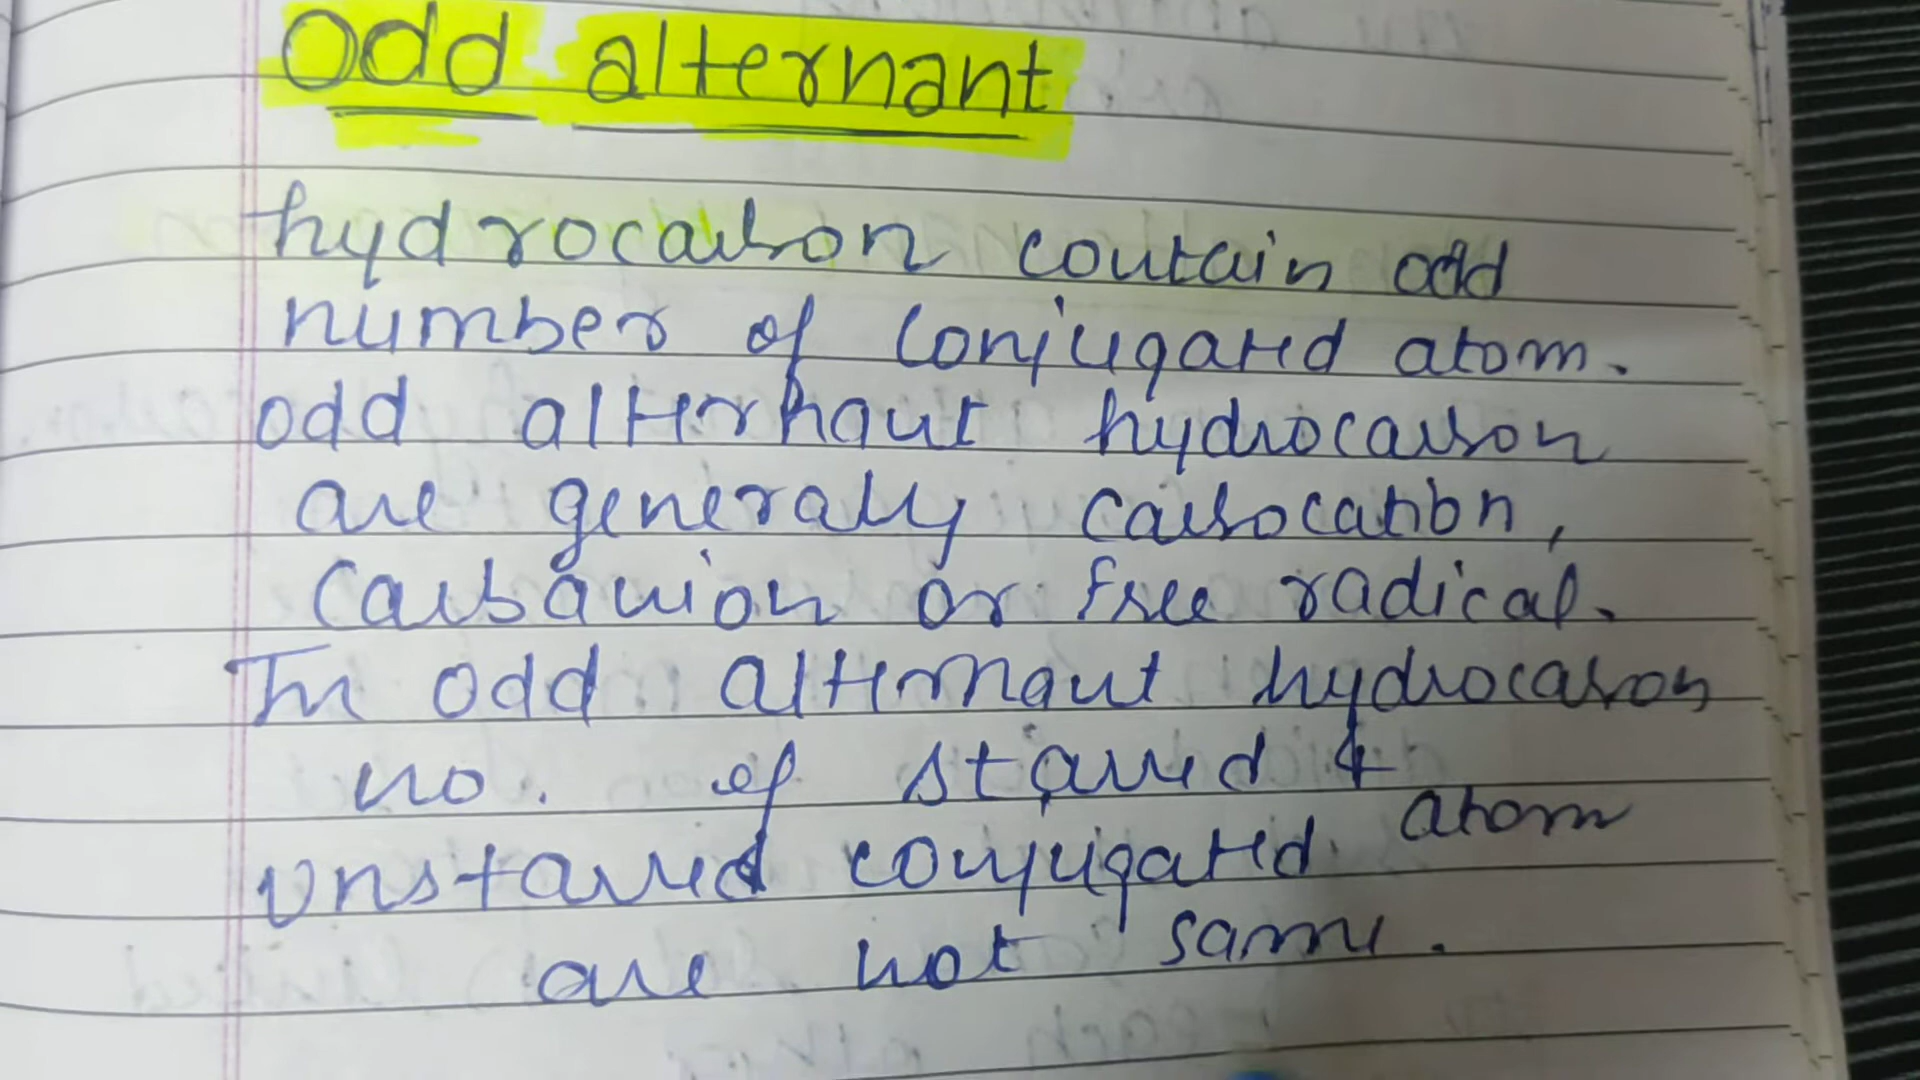 odd alternant
hydrocarbon contain odd
number of conjugated atom.
odd alternant hydrocarbon
are generally carbocation,
carbanion or free radical.
In odd alternant hydrocarbon
no. of starred &
unstarred conjugated atom
are not same.